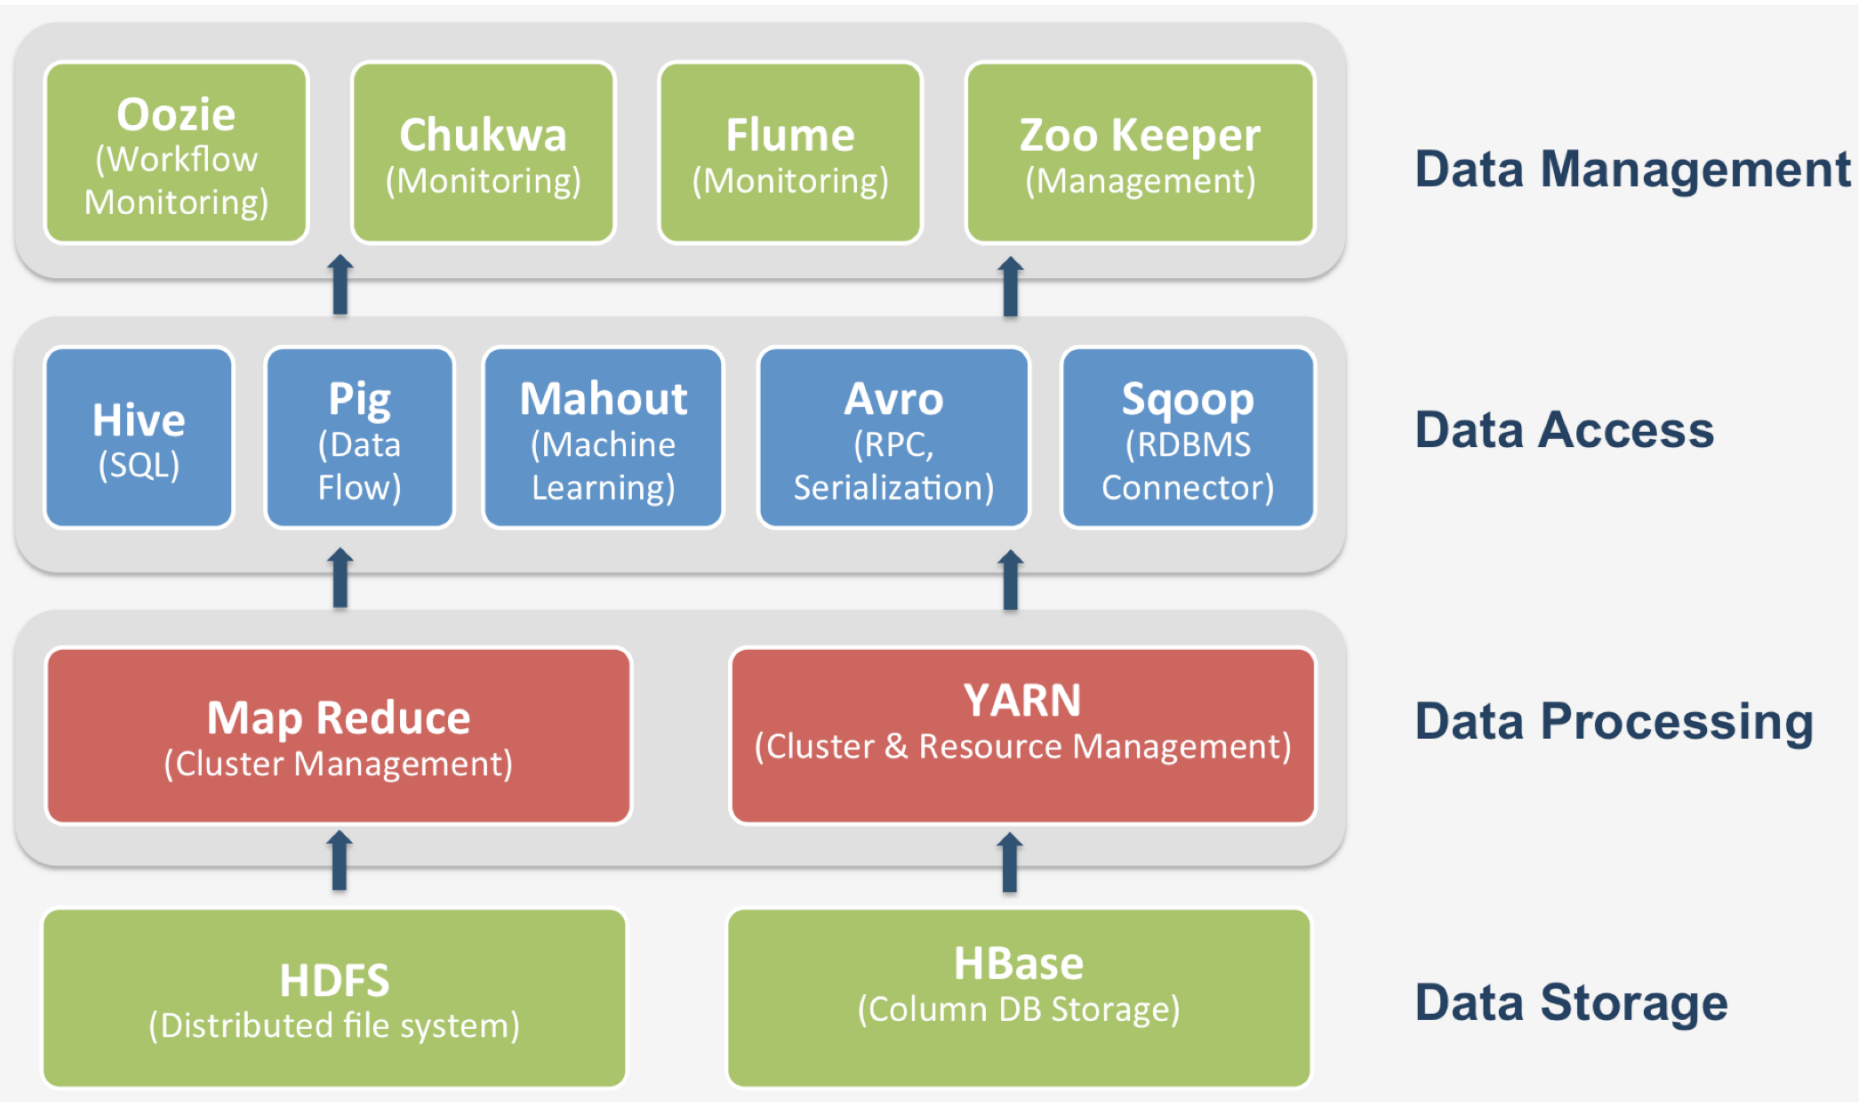 Oozie
(Workflow
Monitoring)
Chukwa
(Monitoring)
Flume
(Monitoring)
Zoo Keeper
(Management)
Data Management
Hive
(SQL)
Pig
(Data
Flow)
Mahout
(Machine
Learning)
Avro
(RPC,
Serialization)
Sqoop
(RDBMS
Connector)
Data Access
Map Reduce
(Cluster Management)
YARN
(Cluster & Resource Management)
Data Processing
HDFS
(Distributed file system)
HBase
(Column DB Storage)
Data Storage